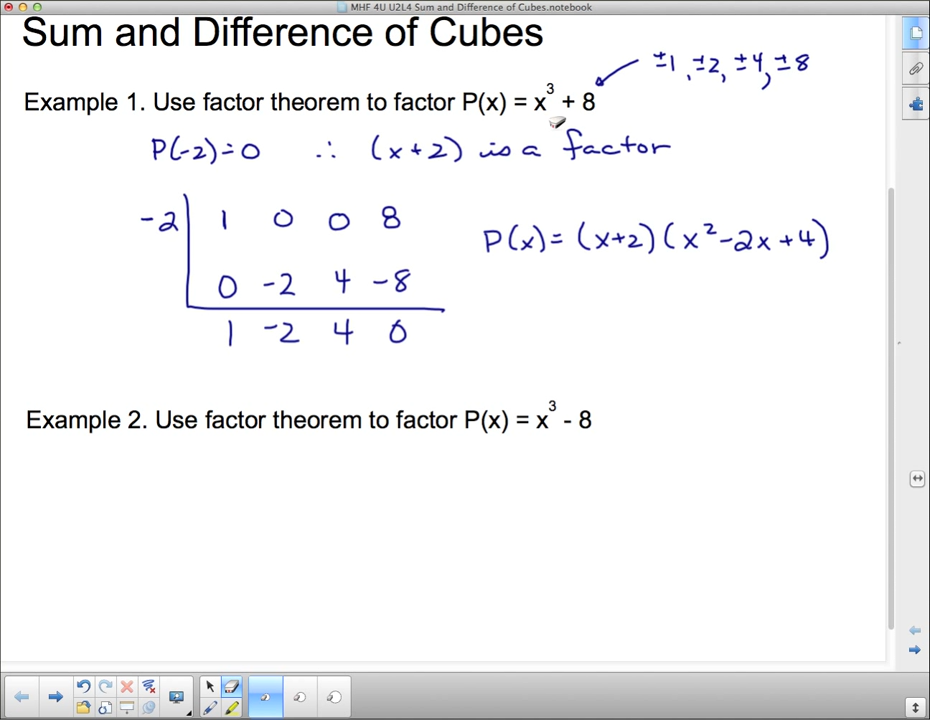 MHF 4U U2L4 Sum and Difference of Cubes.notebook
Sum and Difference of Cubes
±1, ±2, ±4, ±8
Example 1. Use factor theorem to factor P(x) = x³ + 8
P(-2)=0 ∴ (x+2) is a factor
-2 1 0 0 8
P(x)= (x+2)(x²-2x+4)
0 -2 4 -8
1 -2 4 0
Example 2. Use factor theorem to factor P(x) = x³ - 8